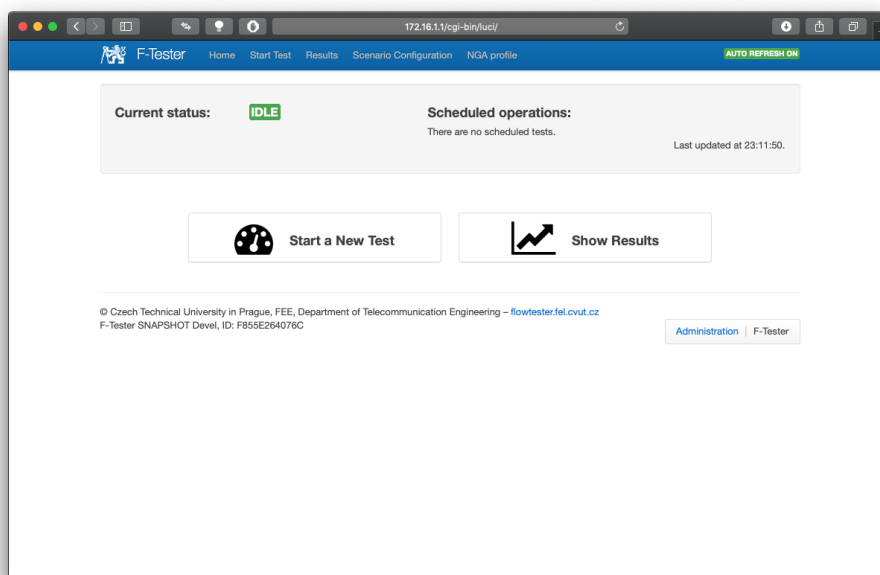 172.16.1.1/cgi-bin/luci/
F-Tester Home Start Test Results Scenario Configuration NGA profile AUTO REFRESH ON
Current status: IDLE Scheduled operations:
There are no scheduled tests.
Last updated at 23:11:50.
Start a New Test Show Results
© Czech Technical University in Prague, FEE, Department of Telecommunication Engineering – flowtester.fel.cvut.cz
F-Tester SNAPSHOT Devel, ID: F855E264076C
Administration | F-Tester